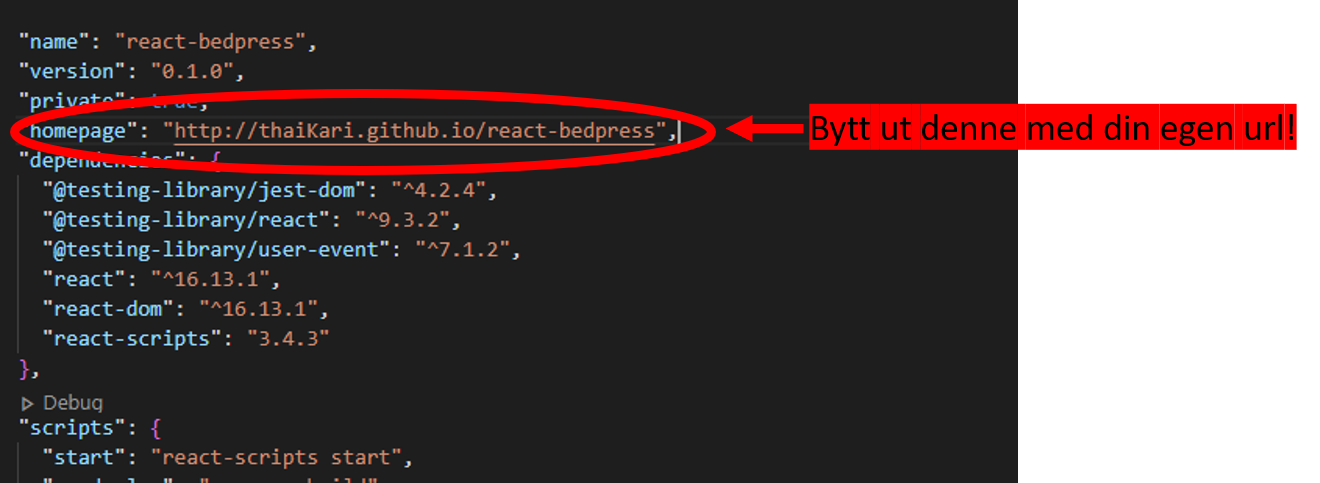 "name": "react-bedpress",
"version": "0.1.0",
"private": true,
homepage": "http://thaiKari.github.io/react-bedpress",
Bytt ut denne med din egen url!
"dependencies": {
"@testing-library/jest-dom": "^4.2.4",
"@testing-library/react": "^9.3.2",
"@testing-library/user-event": "^7.1.2",
"react": "^16.13.1",
"react-dom": "^16.13.1",
"react-scripts": "3.4.3"
},
Debug
"scripts": {
"start": "react-scripts start",